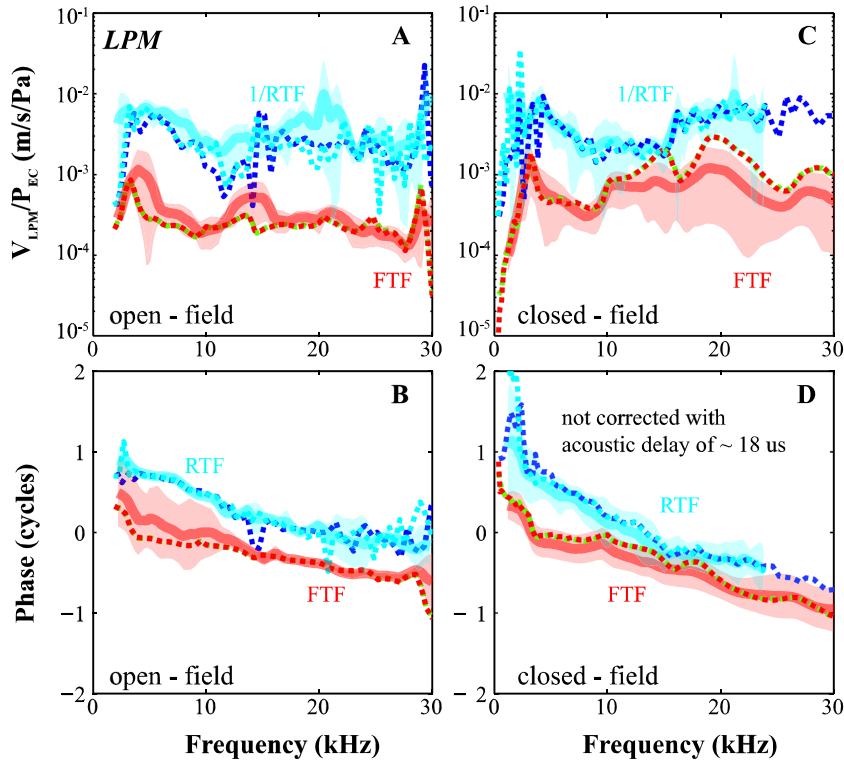 V_LPM/P_EC (m/s/Pa)
10^-1
10^-2
10^-3
10^-4
10^-5
LPM
A
1/RTF
FTF
open - field
0 10 20 30
C
1/RTF
FTF
closed - field
10^-1
10^-2
10^-3
10^-4
10^-5
0 10 20 30
Phase (cycles)
2
1
0
−1
−2
B
RTF
FTF
open - field
0 10 20 30
Frequency (kHz)
D
not corrected with
acoustic delay of ~ 18 us
RTF
FTF
closed - field
2
1
0
−1
−2
0 10 20 30
Frequency (kHz)